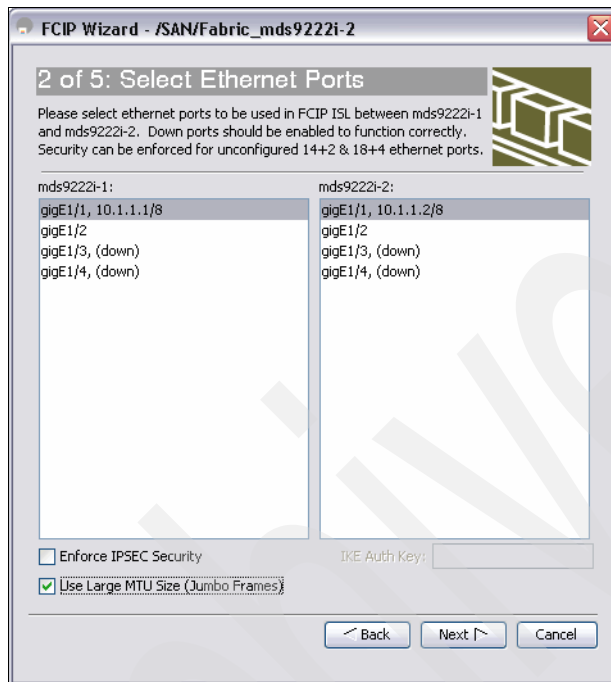 FCIP Wizard - /SAN/Fabric_mds9222i-2
2 of 5: Select Ethernet Ports
Please select ethernet ports to be used in FCIP ISL between mds9222i-1
and mds9222i-2. Down ports should be enabled to function correctly.
Security can be enforced for unconfigured 14+2 & 18+4 ethernet ports.
mds9222i-1:
gigE1/1, 10.1.1.1/8
gigE1/2
gigE1/3, (down)
gigE1/4, (down)
mds9222i-2:
gigE1/1, 10.1.1.2/8
gigE1/2
gigE1/3, (down)
gigE1/4, (down)
Enforce IPSEC Security
IKE Auth Key:
Use Large MTU Size (Jumbo Frames)
Back
Next
Cancel